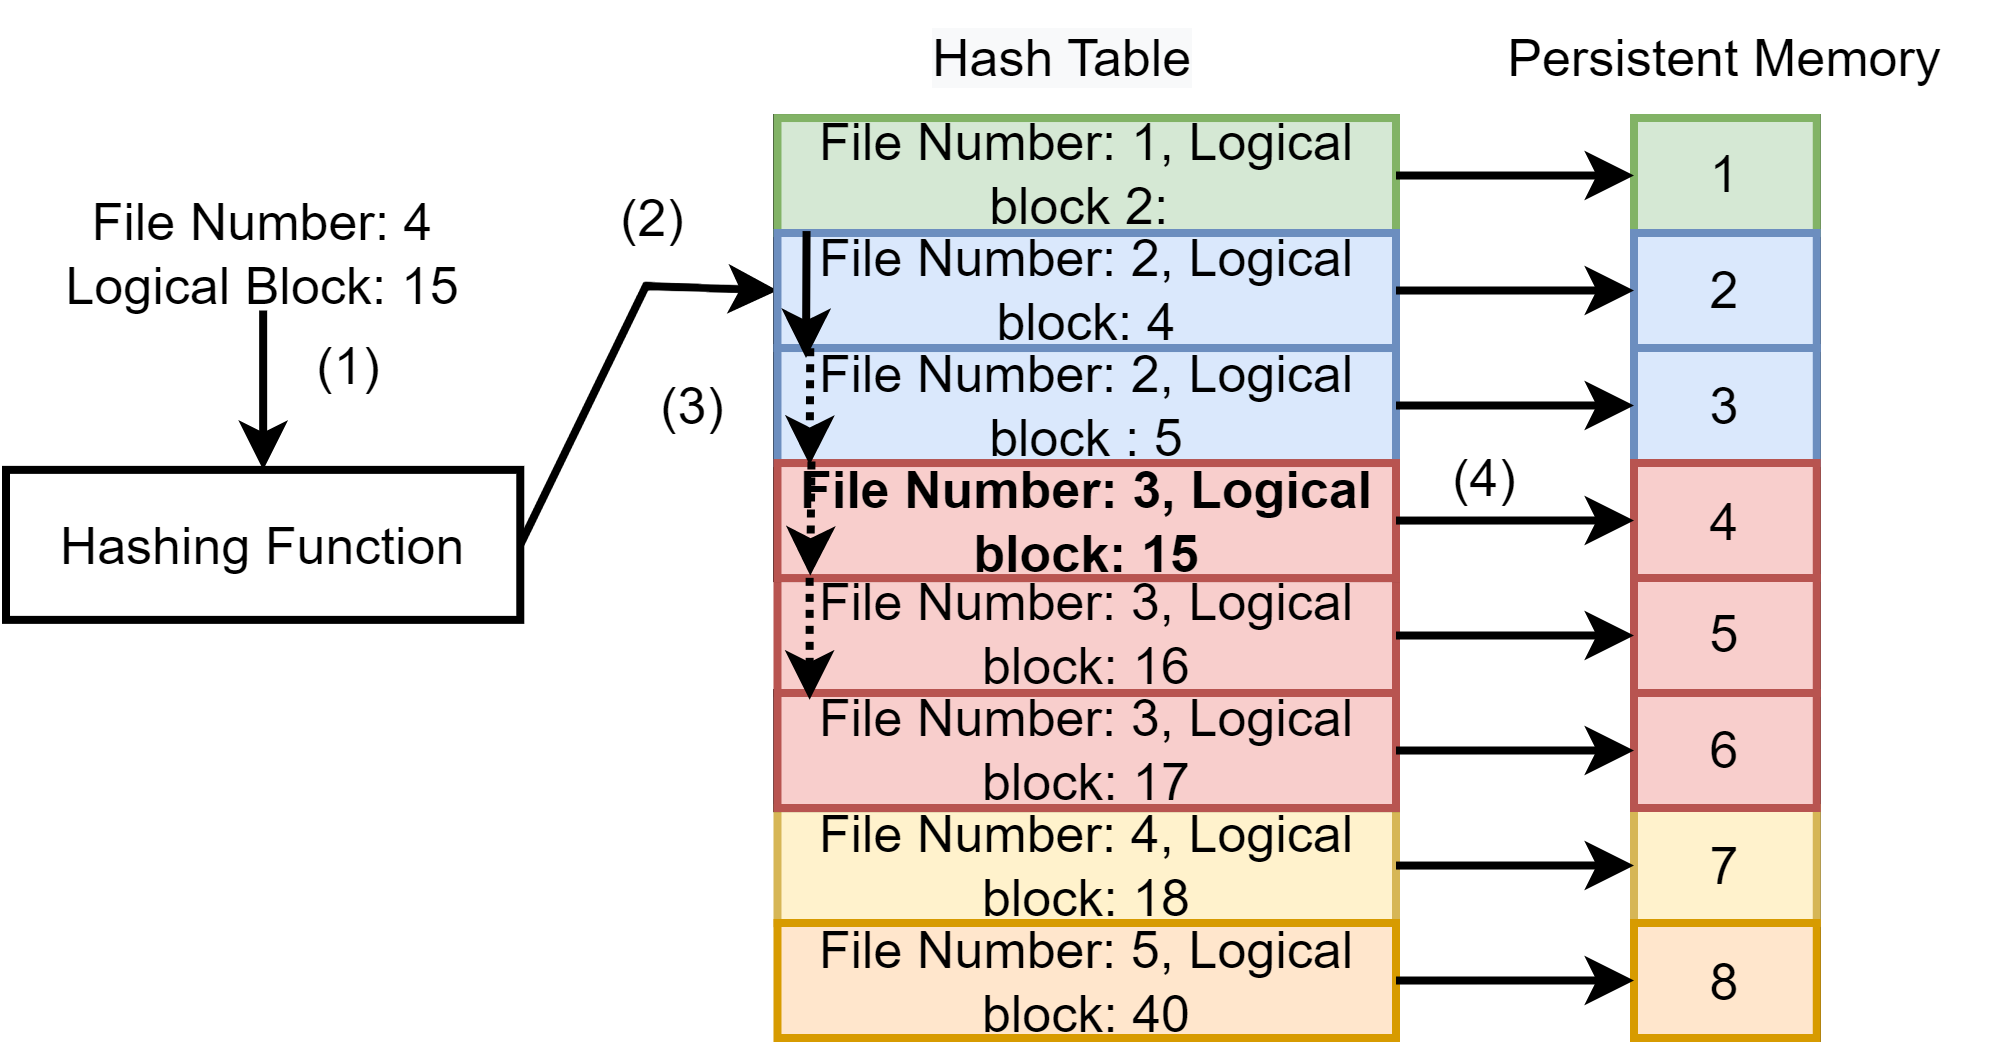 Hash Table
Persistent Memory
File Number: 4
Logical Block: 15
(1)
Hashing Function
(2)
(3)
File Number: 1, Logical
block 2:
File Number: 2, Logical
block: 4
File Number: 2, Logical
block : 5
File Number: 3, Logical
block: 15
File Number: 3, Logical
block: 16
File Number: 3, Logical
block: 17
File Number: 4, Logical
block: 18
File Number: 5, Logical
block: 40
(4)
1
2
3
4
5
6
7
8